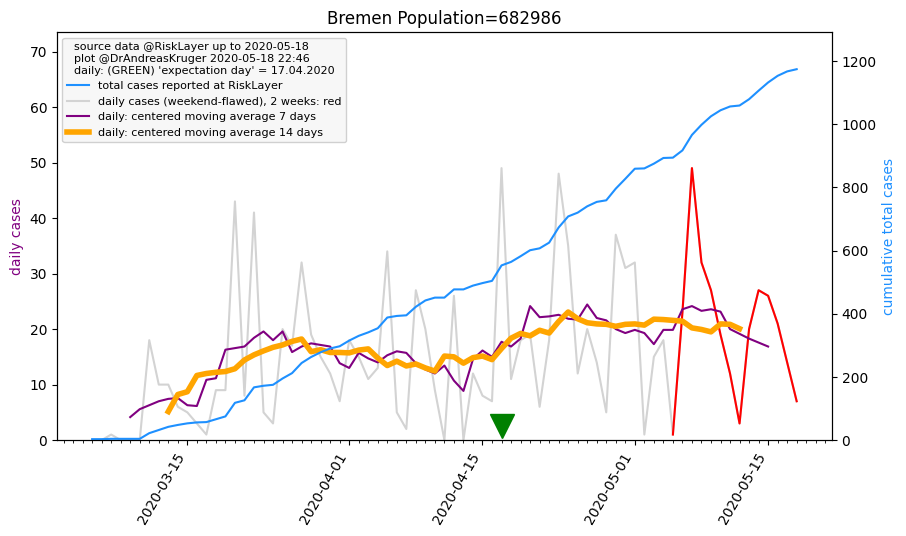 Bremen Population=682986
source data @RiskLayer up to 2020-05-18
plot @DrAndreasKruger 2020-05-18 22:46
daily: (GREEN) 'expectation day' = 17.04.2020
total cases reported at RiskLayer
daily cases (weekend-flawed), 2 weeks: red
daily: centered moving average 7 days
daily: centered moving average 14 days
daily cases
70
60
50
40
30
20
10
0
1200
1000
800
600
400
200
0
cumulative total cases
2020-03-15
2020-04-01
2020-04-15
2020-05-01
2020-05-15